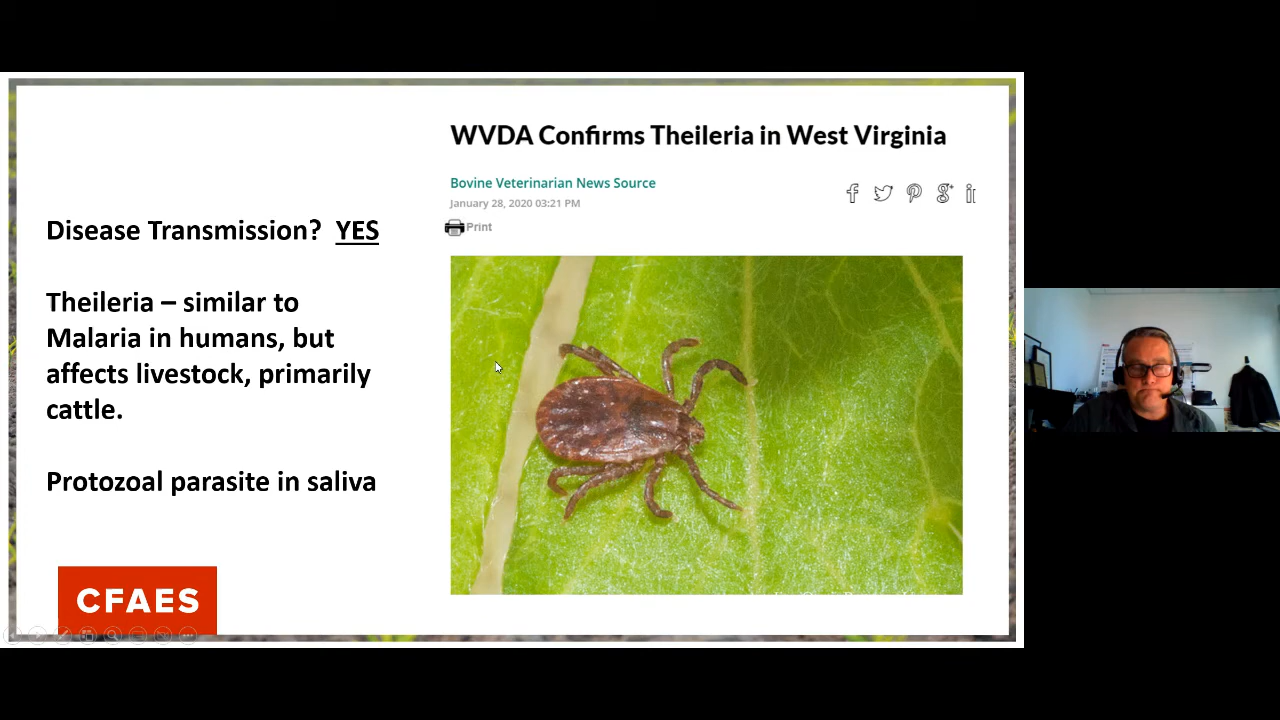 WVDA Confirms Theileria in West Virginia
Bovine Veterinarian News Source
January 28, 2020 03:21 PM
Print
Disease Transmission? YES
Theileria – similar to
Malaria in humans, but
affects livestock, primarily
cattle.
Protozoal parasite in saliva
CFAES